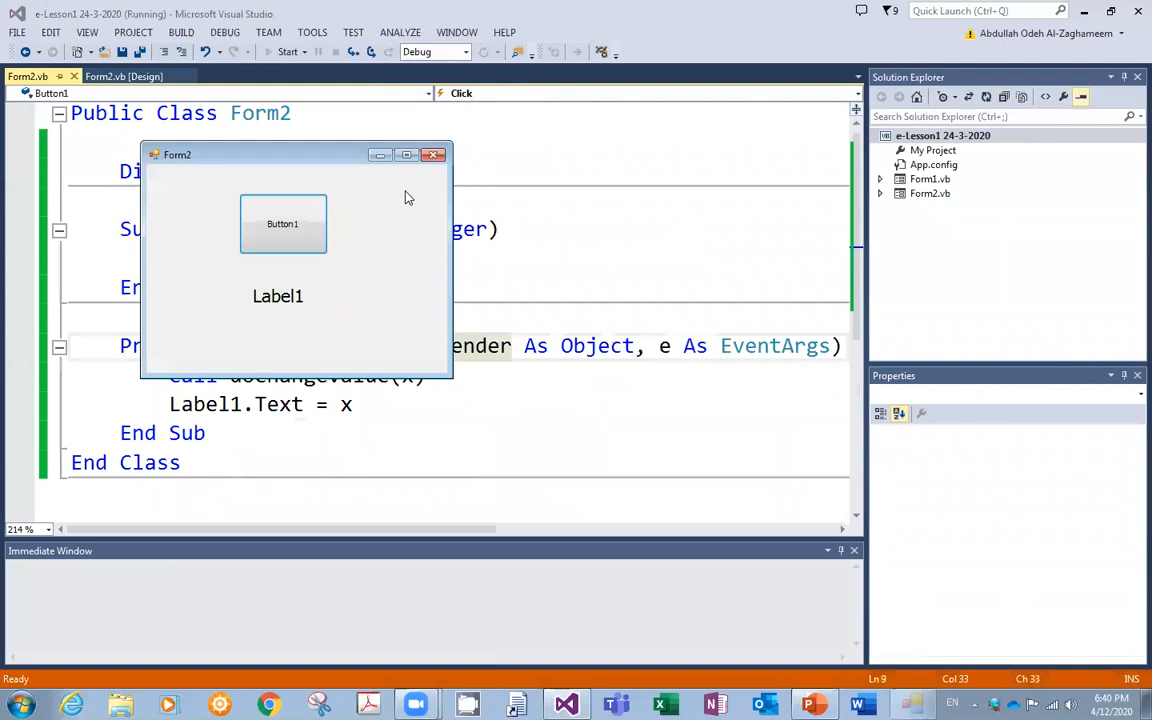 e-Lesson1 24-3-2020 (Running) - Microsoft Visual Studio
9
Quick Launch (Ctrl+Q)
FILE EDIT VIEW PROJECT BUILD DEBUG TEAM TOOLS TEST ANALYZE WINDOW HELP
Abdullah Odeh Al-Zaghameem
Start
Debug
Form2.vb
Form2.vb [Design]
Button1
Click
Public Class Form2
Form2
Di
Button1
Su
ger)
Label1
En
Pr
ender As Object, e As EventArgs)
Call dochangevalue(x)
Label1.Text = x
End Sub
End Class
214 %
Immediate Window
Solution Explorer
Search Solution Explorer (Ctrl+;)
VB e-Lesson1 24-3-2020
My Project
App.config
Form1.vb
Form2.vb
Properties
Ready
Ln 9
Col 33
Ch 33
INS
EN
6:40 PM
4/12/2020